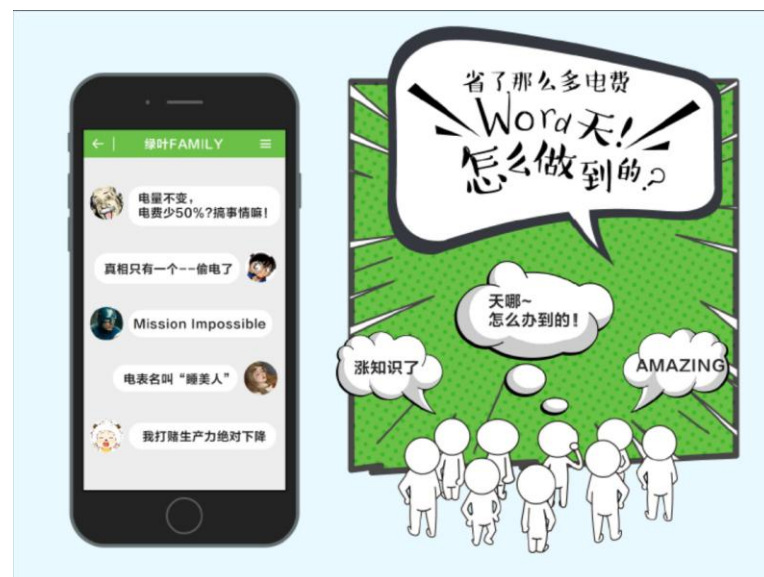 绿叶FAMILY
电量不变，
电费少50%?搞事情嘛!
真相只有一个--偷电了
Mission Impossible
电表名叫“睡美人”
我打赌生产力绝对下降
省了那么多电费
Word天!
怎么做到的?
天哪~
怎么办到的!
涨知识了
AMAZING